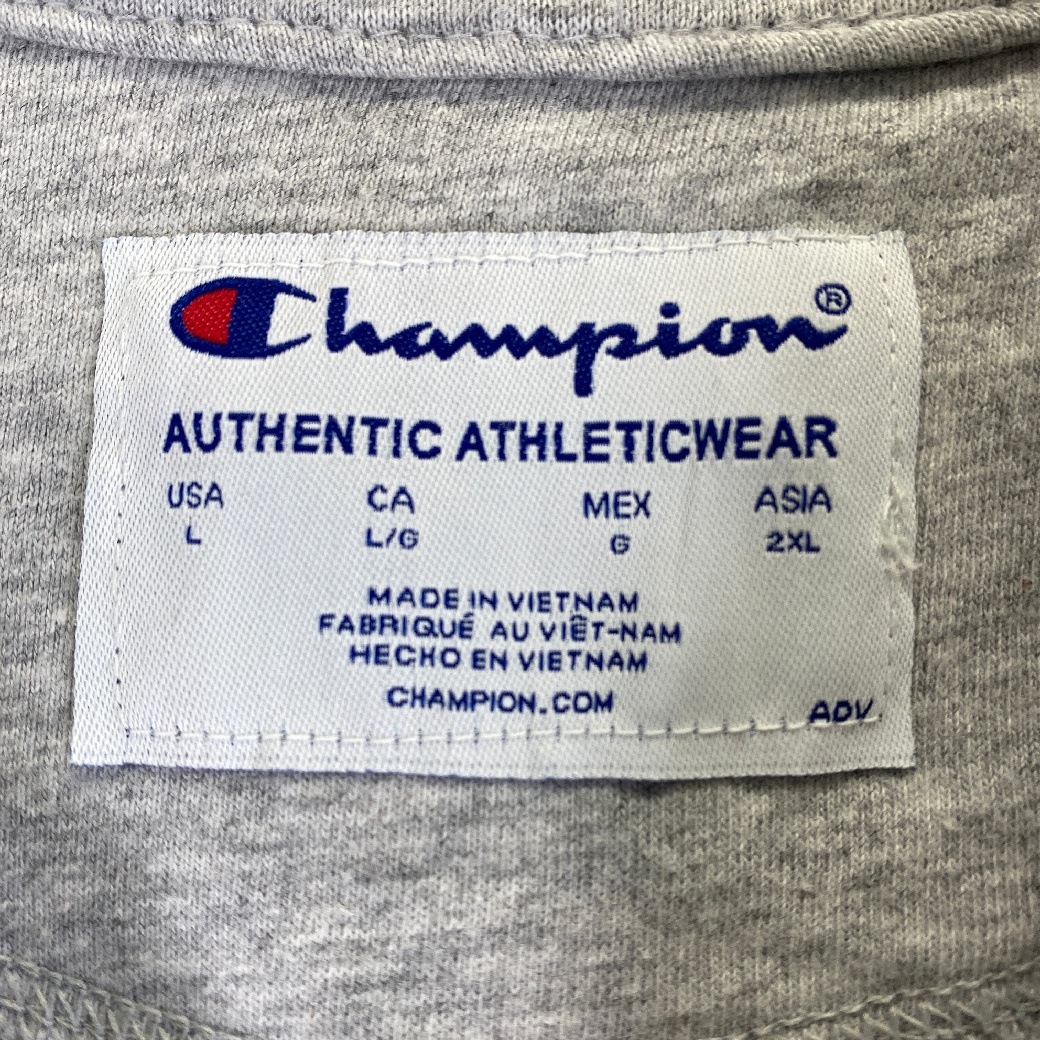 Champion®
AUTHENTIC ATHLETICWEAR
USA CA MEX ASIA
L L/G G 2XL
MADE IN VIETNAM
FABRIQUÉ AU VIÊT-NAM
HECHO EN VIETNAM
CHAMPION.COM
ADV